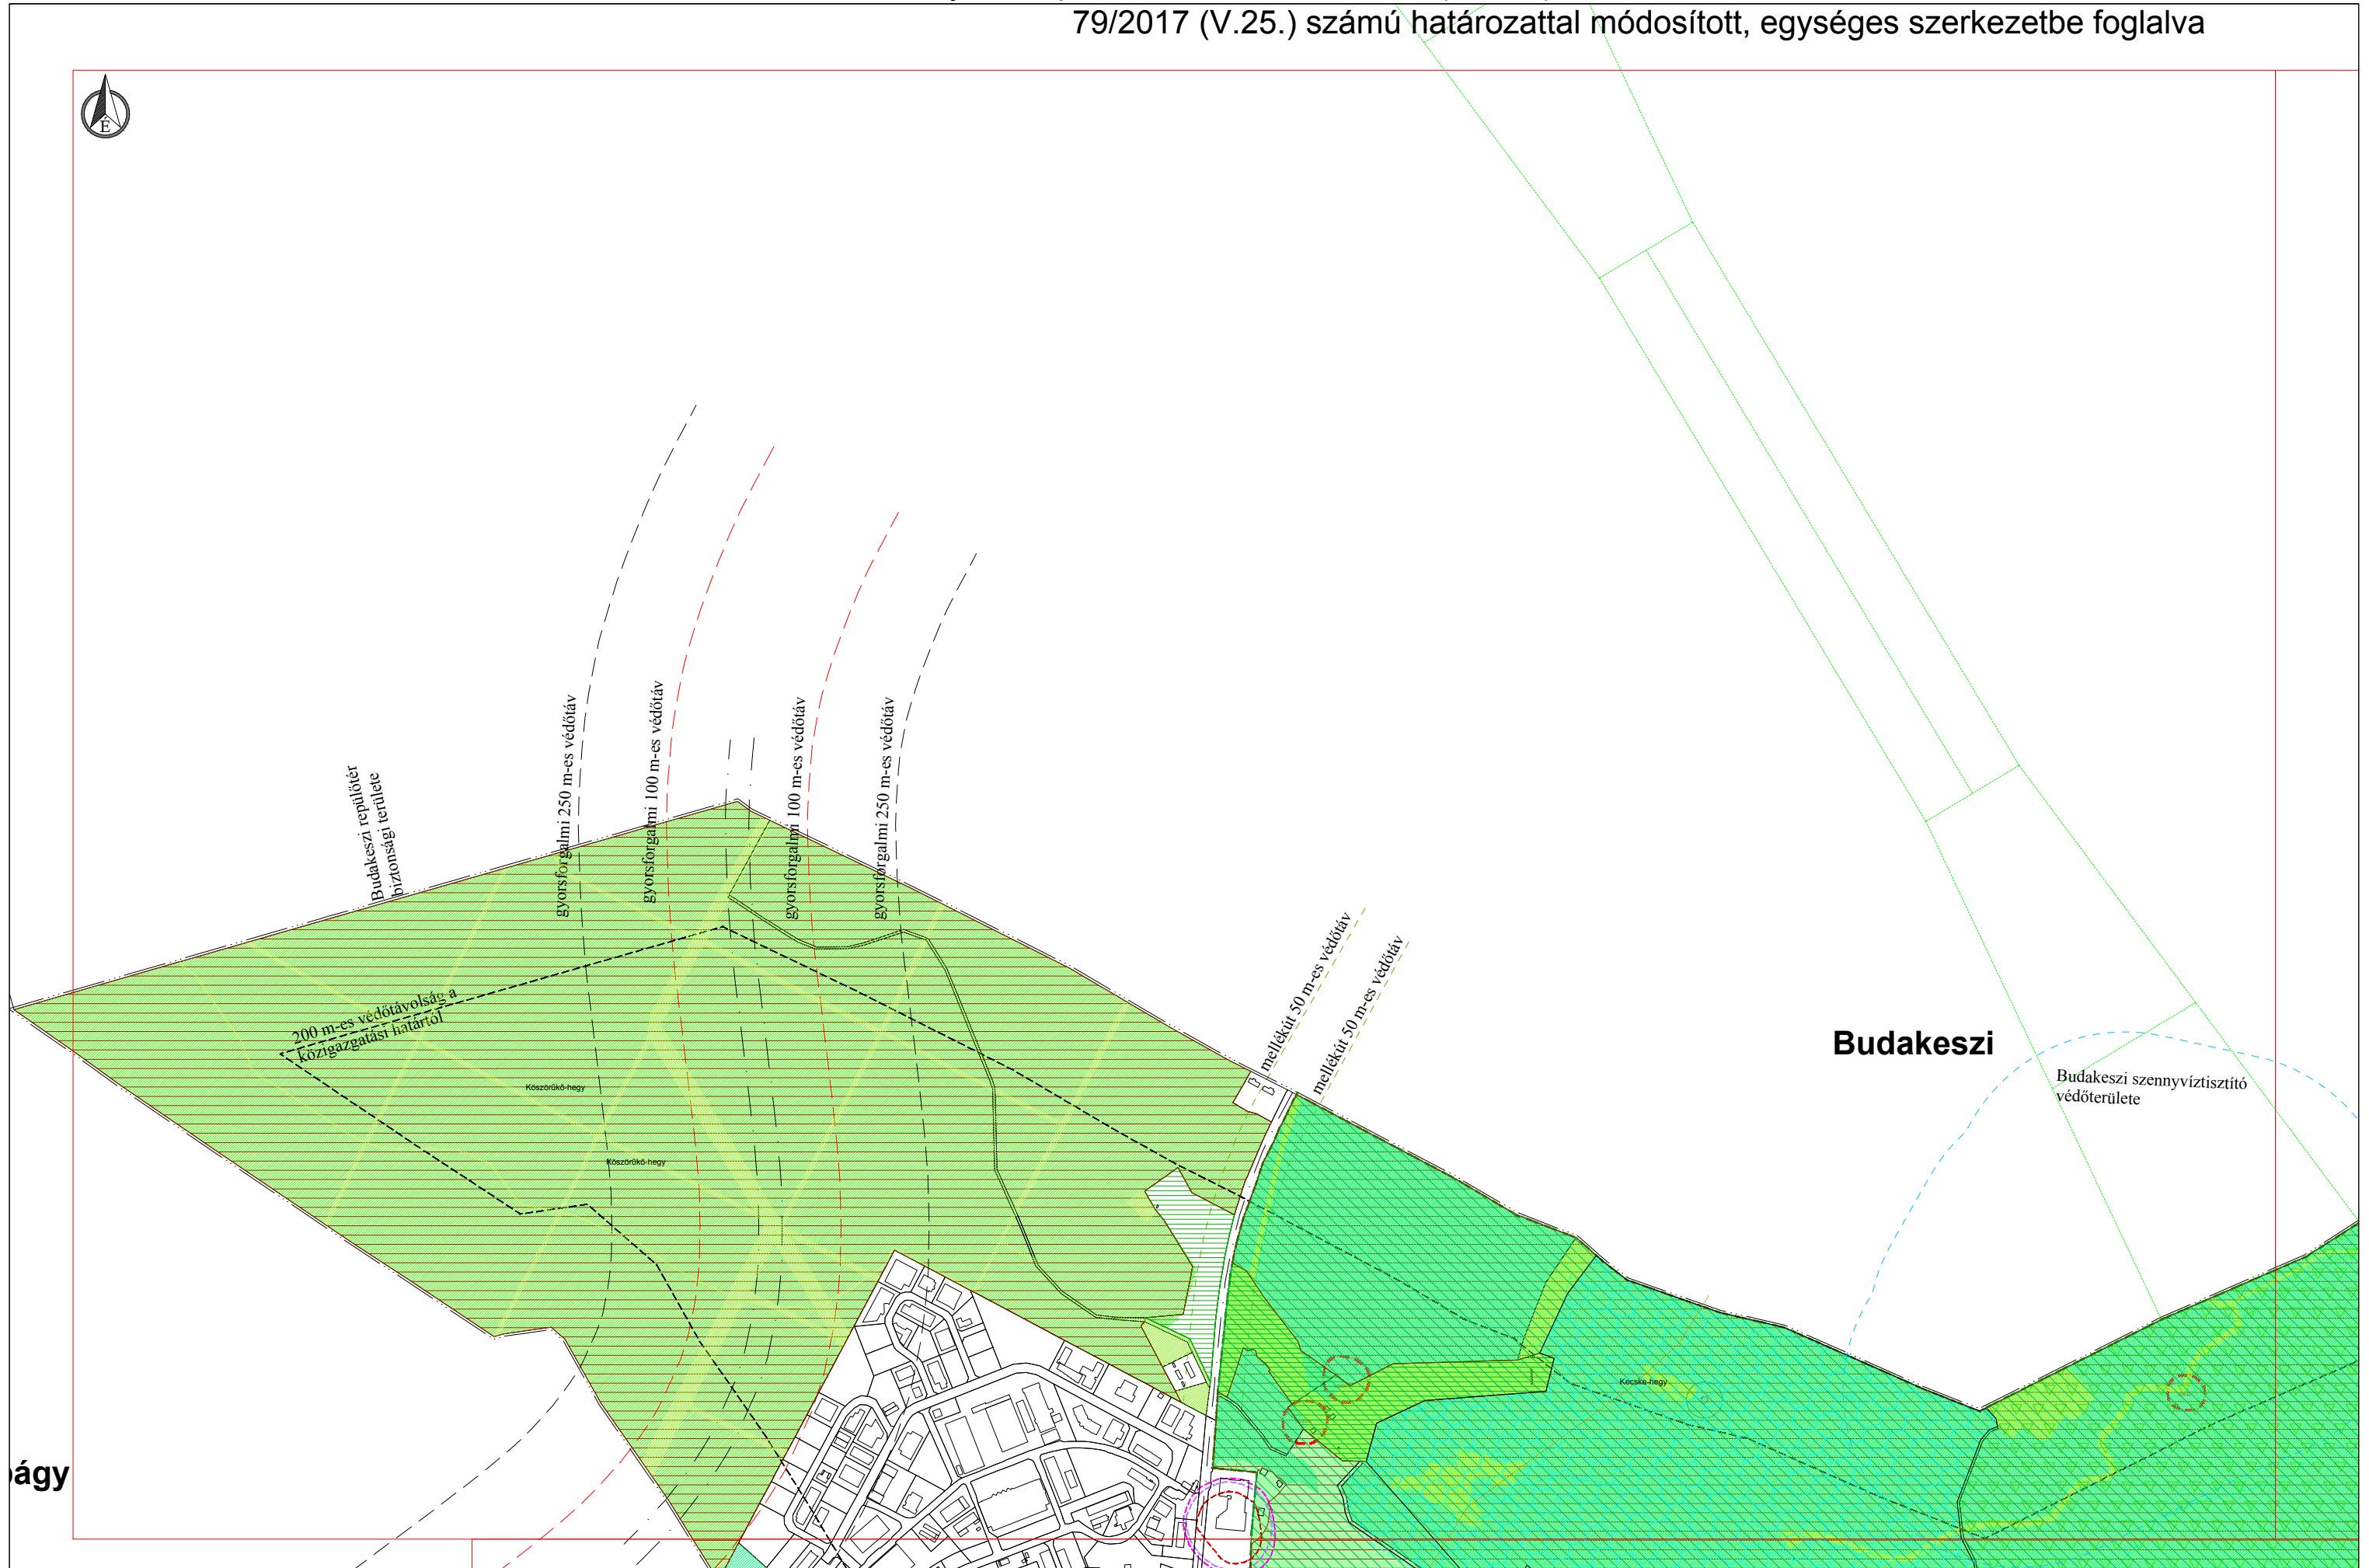 79/2017 (V.25.) számú határozattal módosított, egységes szerkezetbe foglalva
É
gyorsforgalmi 250 m-es védőtáv
gyorsforgalmi 100 m-es védőtáv
gyorsforgalmi 100 m-es védőtáv
gyorsforgalmi 250 m-es védőtáv
Budakeszi repülőtér
biztonsági területe
mellékút 50 m-es védőtáv
mellékút 50 m-es védőtáv
200 m-es védőtávolság a
közigazgatási határtól
Budakeszi
Budakeszi szennyvíztisztító
védőterülete
Köszörűkő-hegy
Köszörűkő-hegy
Kecske-hegy
ágy